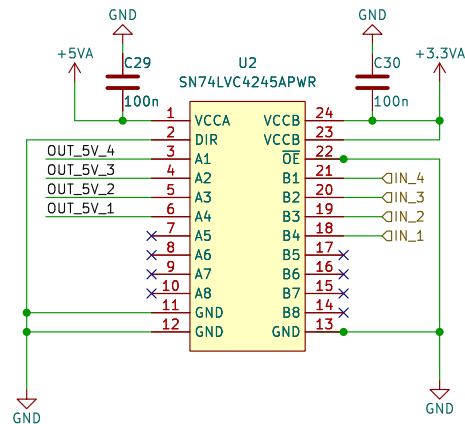 GND
GND
+5VA
C29
100n
U2
SN74LVC4245APWR
C30
100n
+3.3VA
1 VCCA VCCB 24
2 DIR VCCB 23
OUT_5V_4 3 A1 OE 22
OUT_5V_3 4 A2 B1 21 IN_4
OUT_5V_2 5 A3 B2 20 IN_3
OUT_5V_1 6 A4 B3 19 IN_2
7 A5 B4 18 IN_1
8 A6 B5 17
9 A7 B6 16
10 A8 B7 15
11 GND B8 14
12 GND GND 13
GND
GND